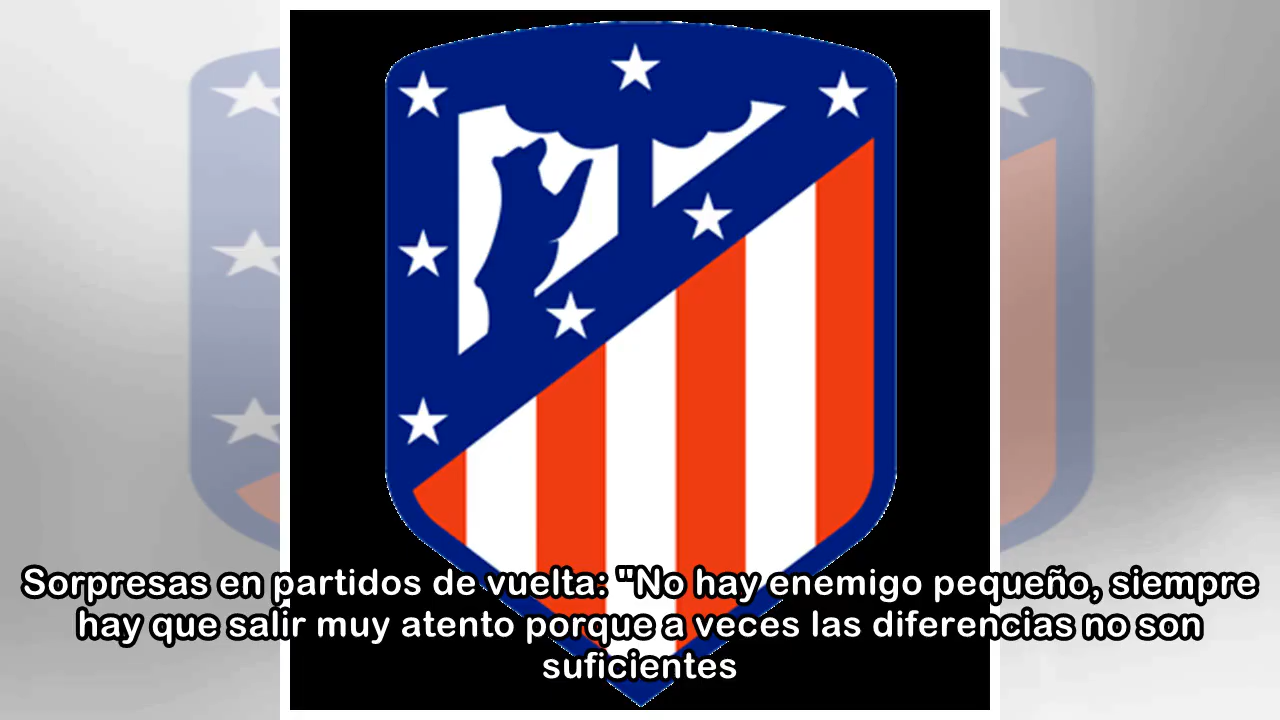 Sorpresas en partidos de vuelta: "No hay enemigo pequeño, siempre
hay que salir muy atento porque a veces las diferencias no son
suficientes